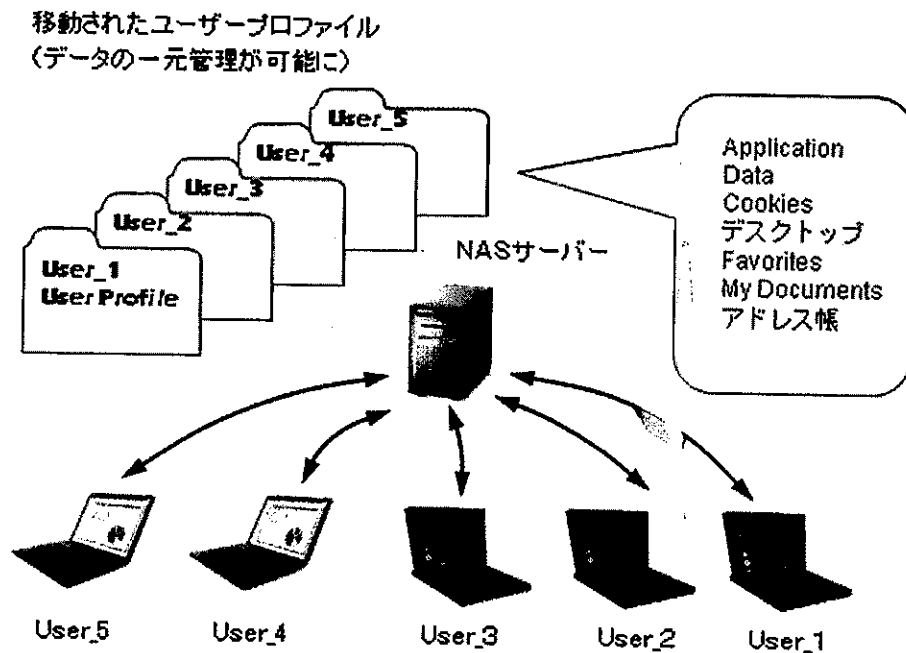 移動されたユーザープロファイル
（データの一元管理が可能に）
User_5
User_4
User_3
User_2
User_1
User Profile
NASサーバー
Application
Data
Cookies
デスクトップ
Favorites
My Documents
アドレス帳
User_5
User_4
User_3
User_2
User_1